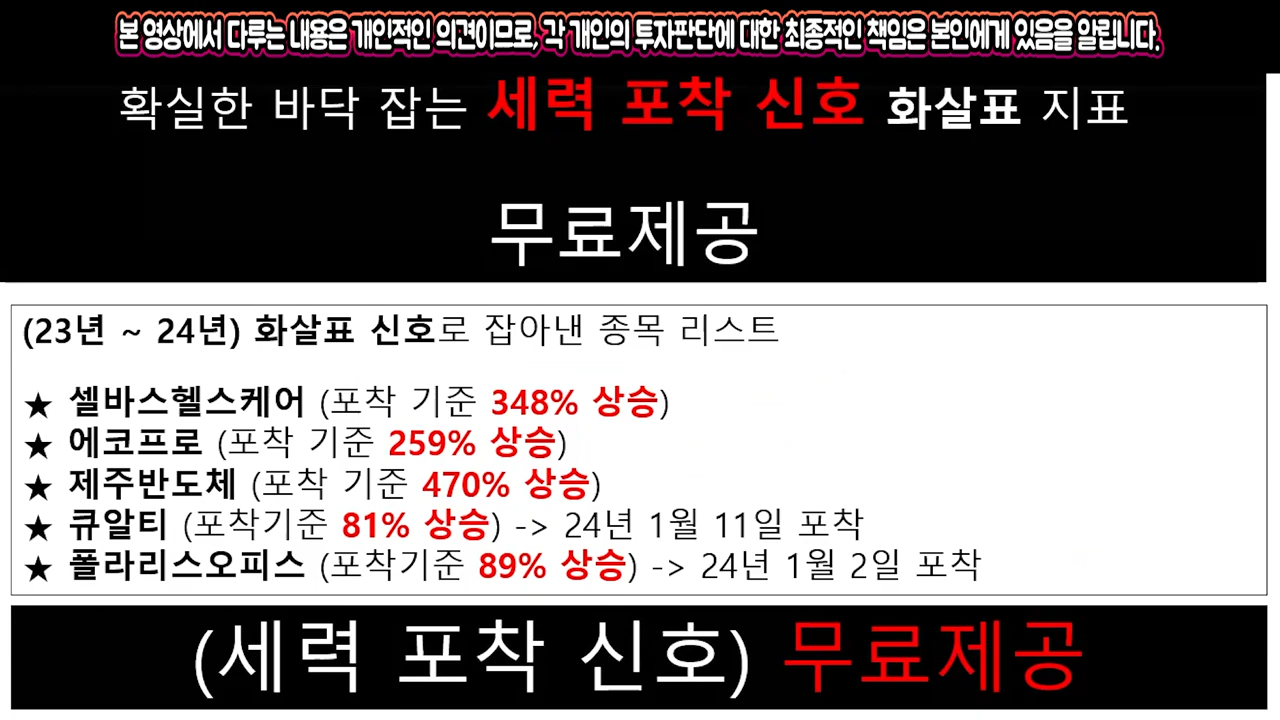 본 영상에서 다루는 내용은 개인적인 의견이므로, 각 개인의 투자판단에 대한 최종적인 책임은 본인에게 있음을 알립니다.
확실한 바닥 잡는 세력 포착 신호 화살표 지표
무료제공
(23년 ~ 24년) 화살표 신호로 잡아낸 종목 리스트
★ 셀바스헬스케어 (포착 기준 348% 상승)
★ 에코프로 (포착 기준 259% 상승)
★ 제주반도체 (포착 기준 470% 상승)
★ 큐알티 (포착기준 81% 상승) -> 24년 1월 11일 포착
★ 폴라리스오피스 (포착기준 89% 상승) -> 24년 1월 2일 포착
(세력 포착 신호) 무료제공